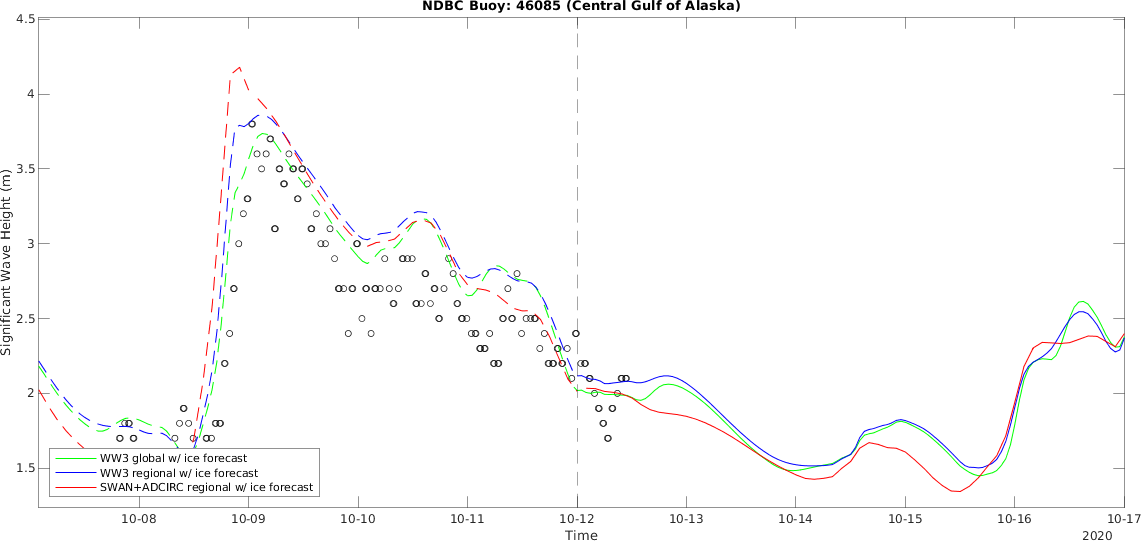 NDBC Buoy: 46085 (Central Gulf of Alaska)
4.5
4
3.5
3
2.5
2
1.5
Significant Wave Height (m)
WW3 global w/ ice forecast
WW3 regional w/ ice forecast
SWAN+ADCIRC regional w/ ice forecast
10-08 10-09 10-10 10-11 10-12 10-13 10-14 10-15 10-16 10-17
Time
2020